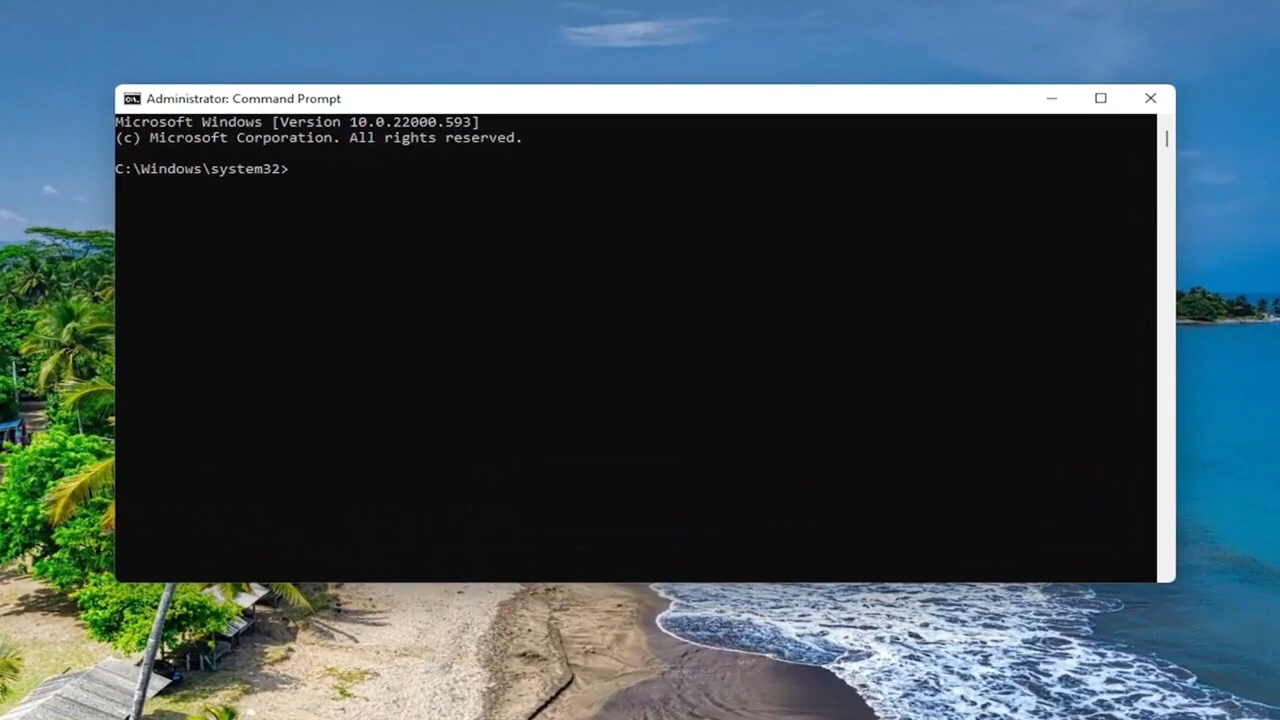 Administrator: Command Prompt
Microsoft Windows [Version 10.0.22000.593]
(c) Microsoft Corporation. All rights reserved.
C:\Windows\system32>